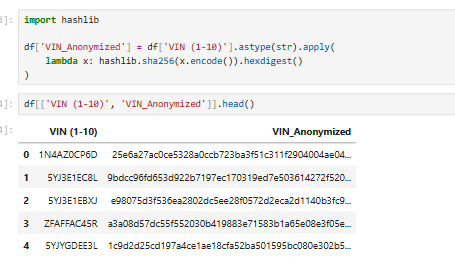 3]:
import hashlib
df['VIN_Anonymized'] = df['VIN (1-10)'].astype(str).apply(
lambda x: hashlib.sha256(x.encode()).hexdigest()
)
4]:
df[['VIN (1-10)', 'VIN_Anonymized']].head()
4]:
VIN (1-10) VIN_Anonymized
0 1N4AZ0CP6D 25e6a27ac0ce5328a0ccb723ba3f51c311f2904004ae04...
1 5YJ3E1EC8L 9bdcc96fd653d922b7197ec170319ed7e503614272f520...
2 5YJ3E1EBXJ e98075d3f536ea2802dc5ee28f0572d2eca2d1140b3fc9...
3 ZFAFFAC45R a3a08d57dc55f552030b419883e71583b1a65e08e3f05e...
4 5YJYGDEE3L 1c9d2d25cd197a4ce1ae18cfa52ba501595bc080e302b5...